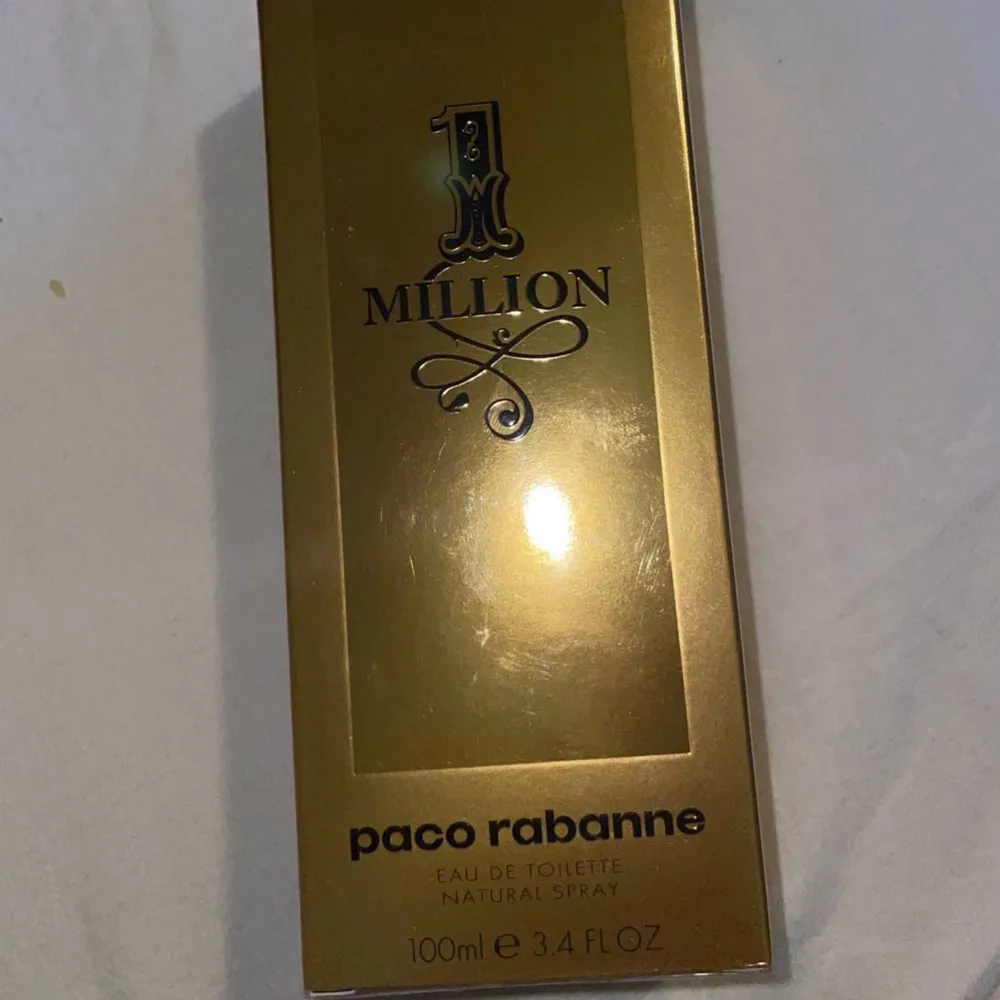 1
MILLION
paco rabanne
EAU DE TOILETTE
NATURAL SPRAY
100ml e 3.4 FL OZ